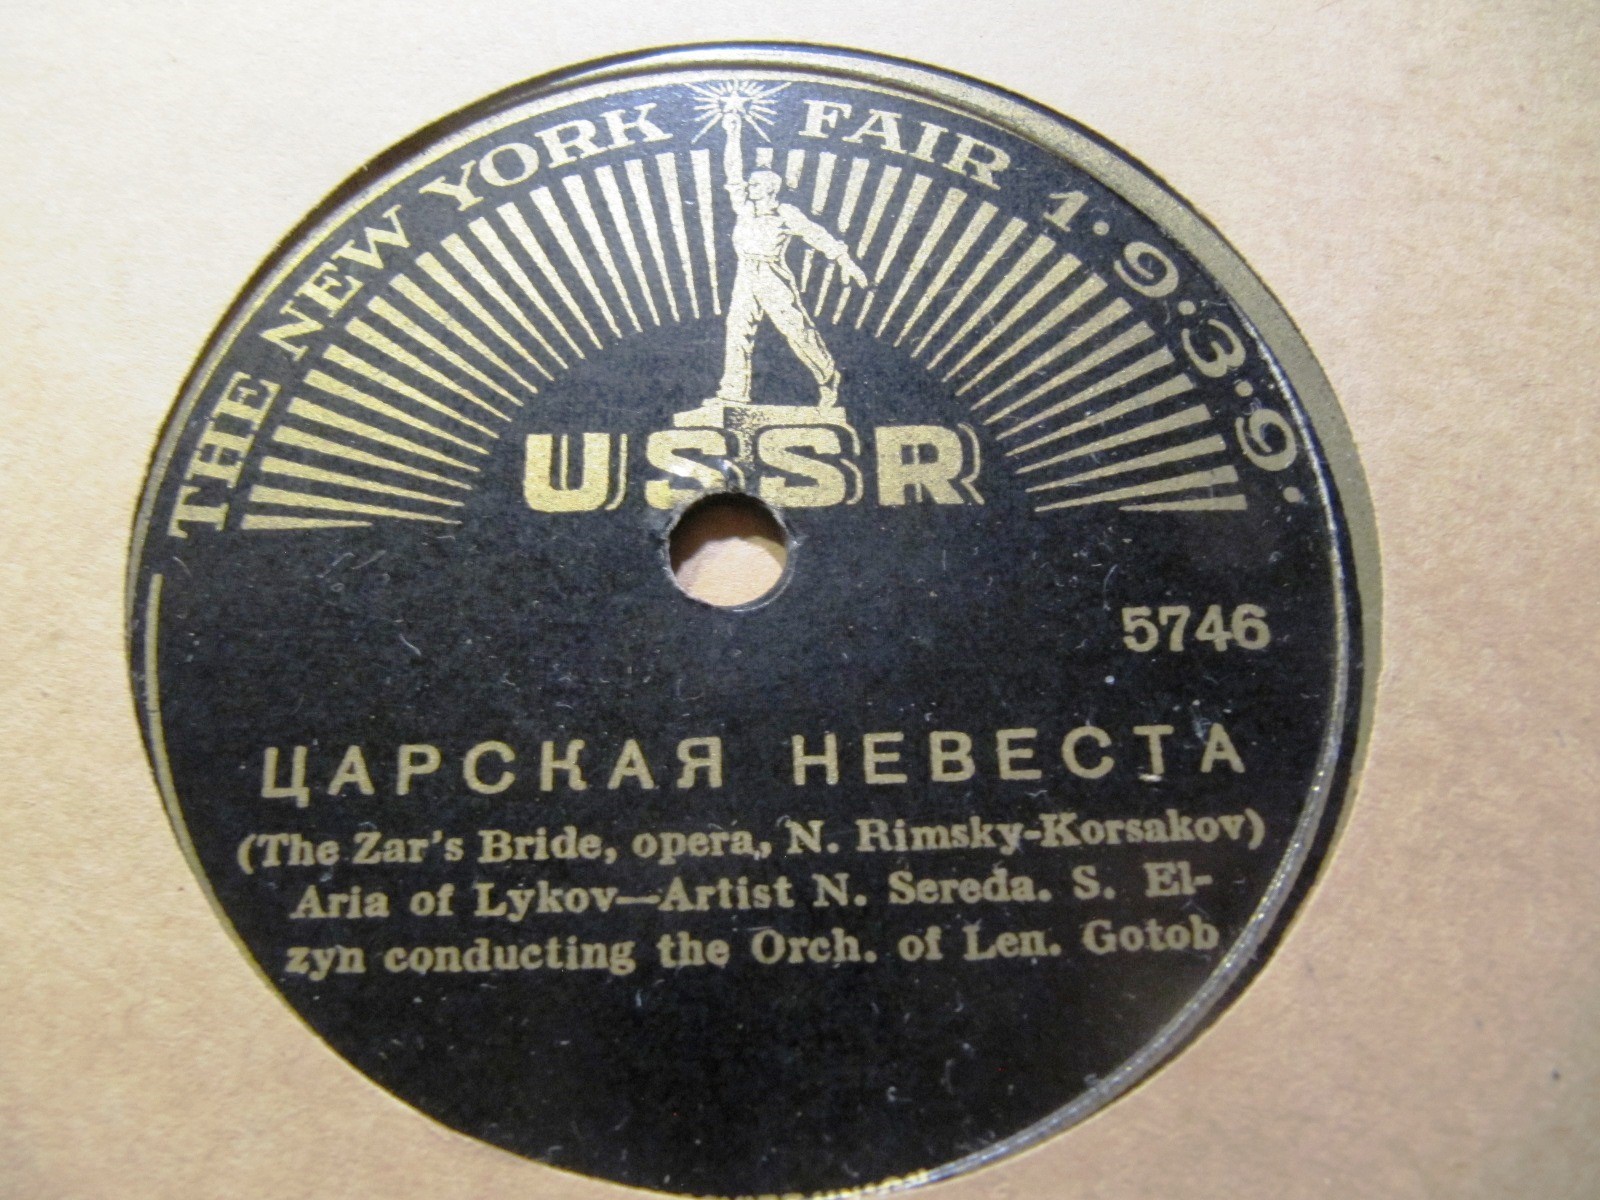 THE NEW YORK FAIR 1.9.3.9.
USSR
5746
ЦАРСКАЯ НЕВЕСТА
(The Zar's Bride, opera, N. Rimsky-Korsakov)
Aria of Lykov—Artist N. Sereda. S. El-
zyn conducting the Orch. of Len. Gotob